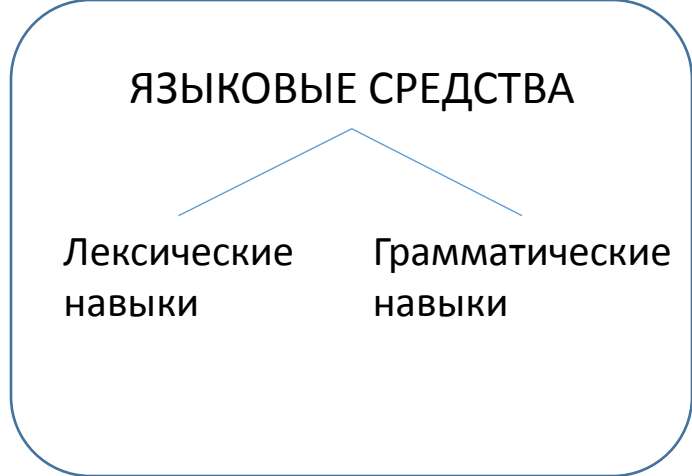 ЯЗЫКОВЫЕ СРЕДСТВА
Лексические
навыки
Грамматические
навыки